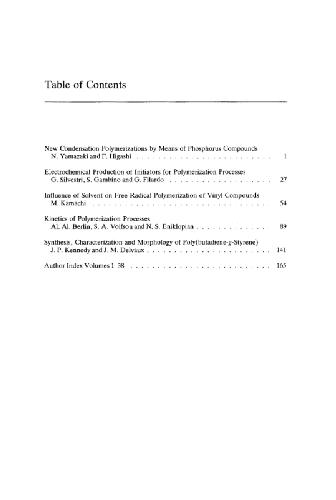 Table of Contents
New Condensation Polymerizations by Means of Phosphorus Compounds
N. Yamazaki and F. Higashi . . . . . . . . . . . . . . . . . . . . . . . . 1
Electrochemical Production of Initiators for Polymerization Processes
G. Silvestri, S. Gambino and G. Filardo . . . . . . . . . . . . . . . . . . 27
Influence of Solvent on Free Radical Polymerization of Vinyl Compounds
M. Kamachi . . . . . . . . . . . . . . . . . . . . . . . . . . . . . . . 54
Kinetics of Polymerization Processes
Al. Al. Berlin, S. A. Volfson and N. S. Enikolopian . . . . . . . . . . . . . 89
Synthesis, Characterization and Morphology of Poly(butadiene-g-Styrene)
J. P. Kennedy and J. M. Delvaux . . . . . . . . . . . . . . . . . . . . . 141
Author Index Volumes 1–38 . . . . . . . . . . . . . . . . . . . . . . . . 165